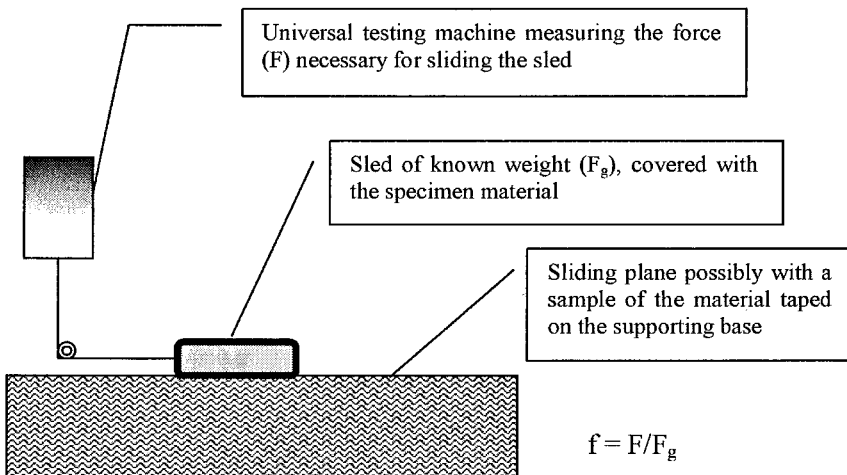 Universal testing machine measuring the force
(F) necessary for sliding the sled
Sled of known weight (Fg), covered with
the specimen material
Sliding plane possibly with a
sample of the material taped
on the supporting base
f = F/Fg